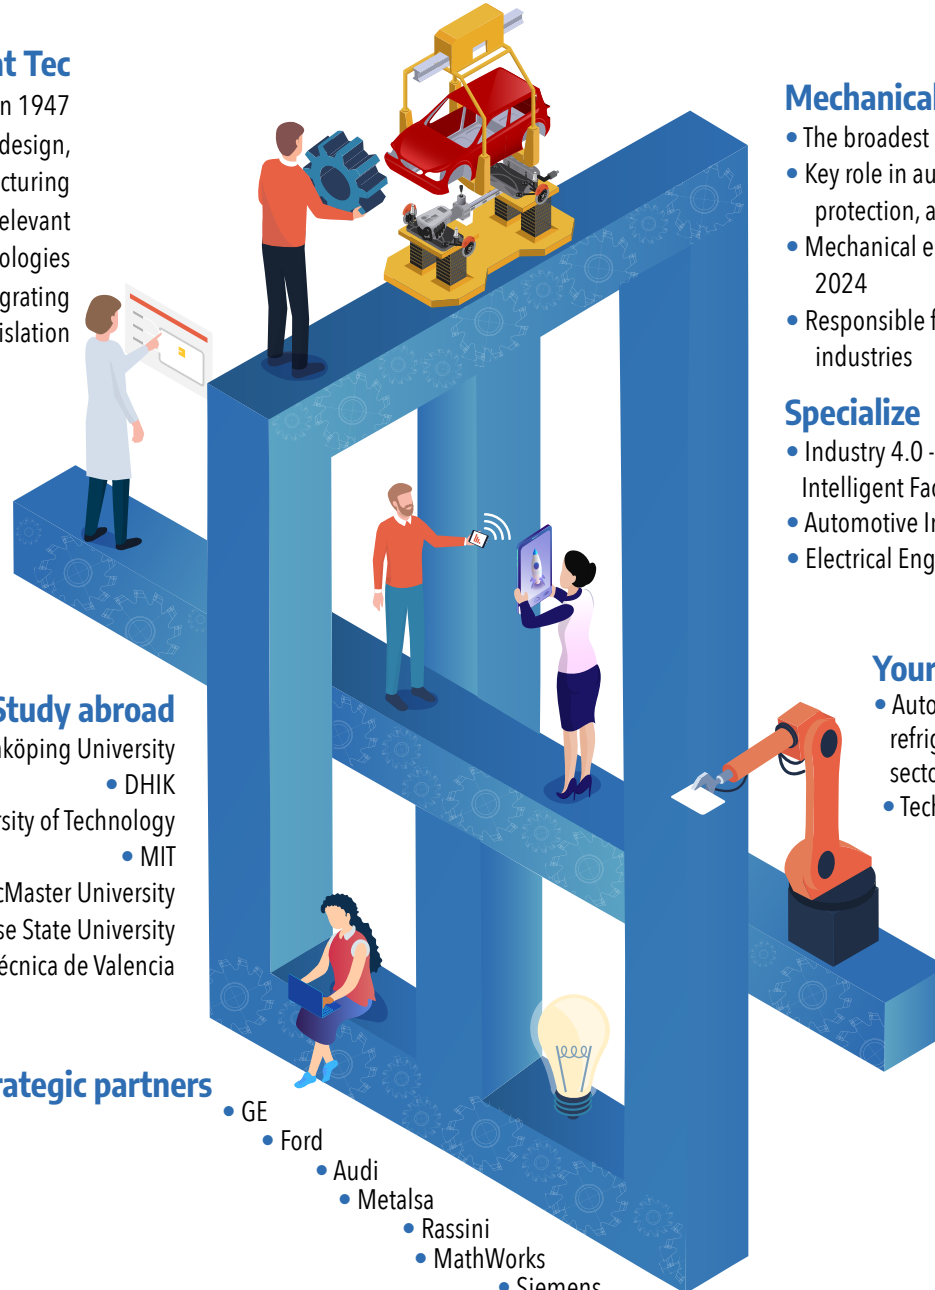 at Tec
n 1947
design,
cturing
elevant
ologies
grating
islation
Mechanical
• The broadest
• Key role in au
protection, a
• Mechanical e
2024
• Responsible f
industries
Specialize
• Industry 4.0 -
Intelligent Fac
• Automotive In
• Electrical Eng
Study abroad
nköping University
• DHIK
rsity of Technology
• MIT
cMaster University
se State University
écnica de Valencia
Your
• Auto
refrig
secto
• Tech
rategic partners
• GE
• Ford
• Audi
• Metalsa
• Rassini
• MathWorks
• Siemens